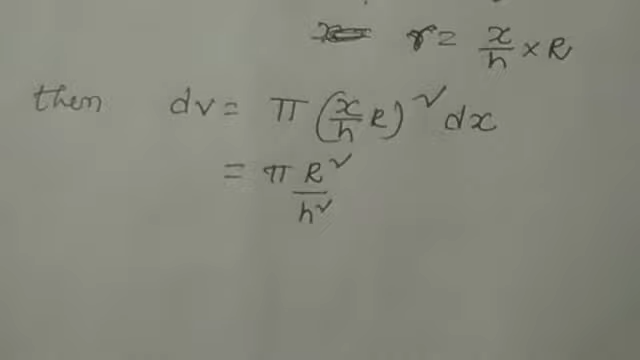 r = x/h × R
then dv = π (x/h R)² dx
= π R²/h²